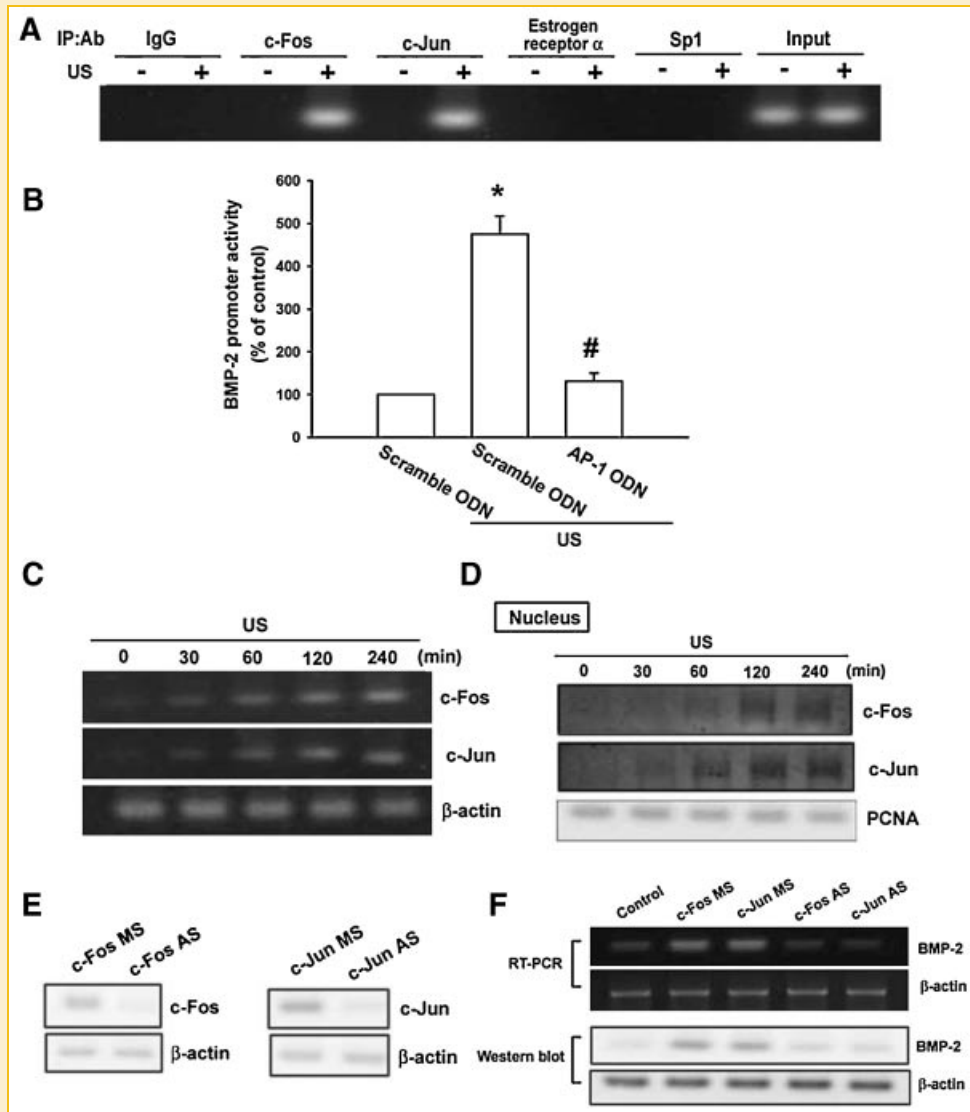 A
IP:Ab IgG c-Fos c-Jun Estrogen receptor α Sp1 Input
US - + - + - + - + - + - +
B
BMP-2 promoter activity
(% of control)
600
500
400
300
200
100
0
*
#
Scramble ODN
Scramble ODN
AP-1 ODN
US
C
US
0 30 60 120 240 (min)
c-Fos
c-Jun
β-actin
D
Nucleus
US
0 30 60 120 240 (min)
c-Fos
c-Jun
PCNA
E
c-Fos MS
c-Fos AS
c-Fos
β-actin
c-Jun MS
c-Jun AS
c-Jun
β-actin
F
Control
c-Fos MS
c-Jun MS
c-Fos AS
c-Jun AS
RT-PCR
BMP-2
β-actin
Western blot
BMP-2
β-actin